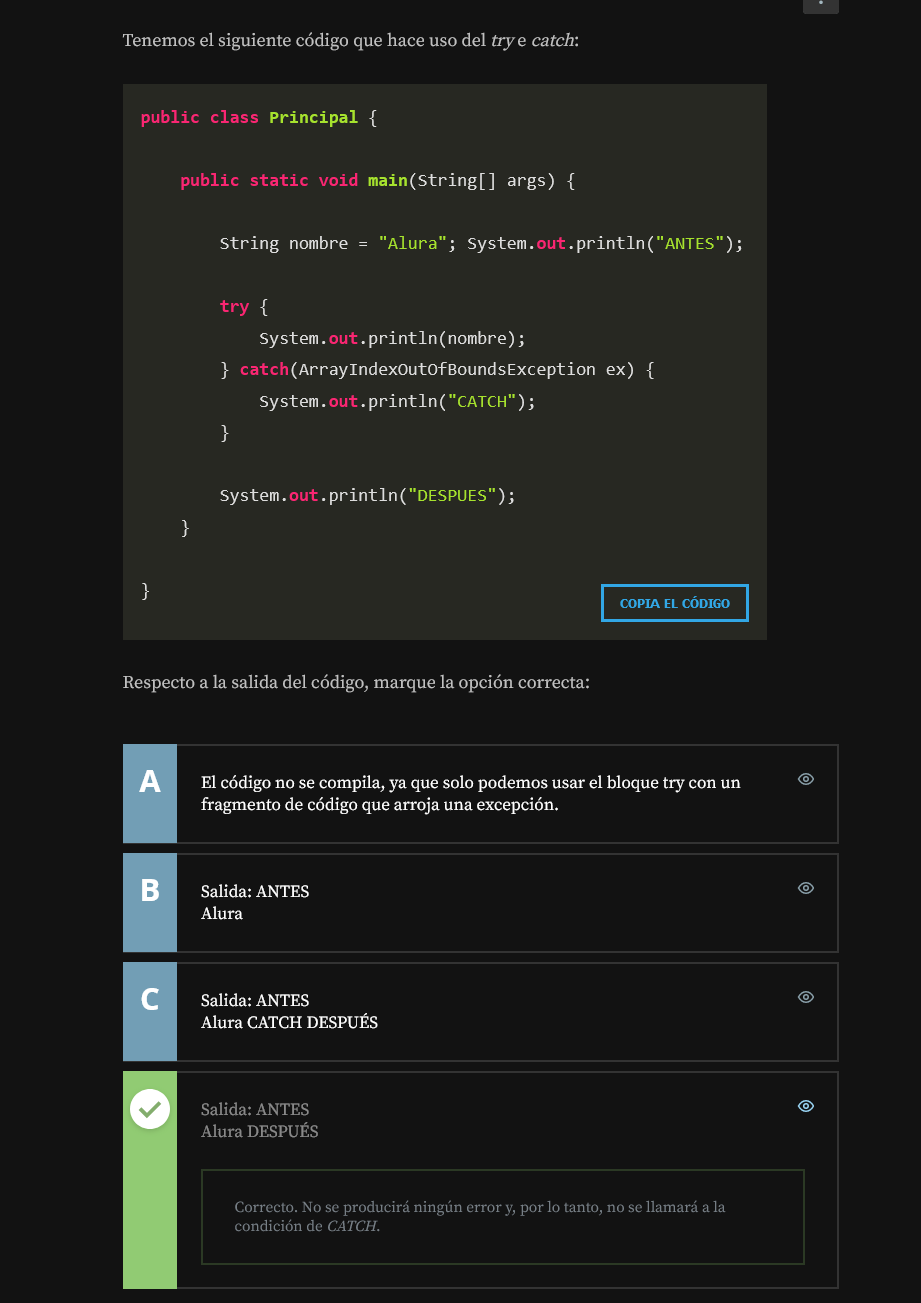 Tenemos el siguiente código que hace uso del try e catch:
public class Principal {
public static void main(String[] args) {
String nombre = "Alura"; System.out.println("ANTES");
try {
System.out.println(nombre);
} catch(ArrayIndexOutOfBoundsException ex) {
System.out.println("CATCH");
}
System.out.println("DESPUES");
}
}
COPIA EL CÓDIGO
Respecto a la salida del código, marque la opción correcta:
A
El código no se compila, ya que solo podemos usar el bloque try con un
fragmento de código que arroja una excepción.
B
Salida: ANTES
Alura
C
Salida: ANTES
Alura CATCH DESPUÉS
Salida: ANTES
Alura DESPUÉS
Correcto. No se producirá ningún error y, por lo tanto, no se llamará a la
condición de CATCH.